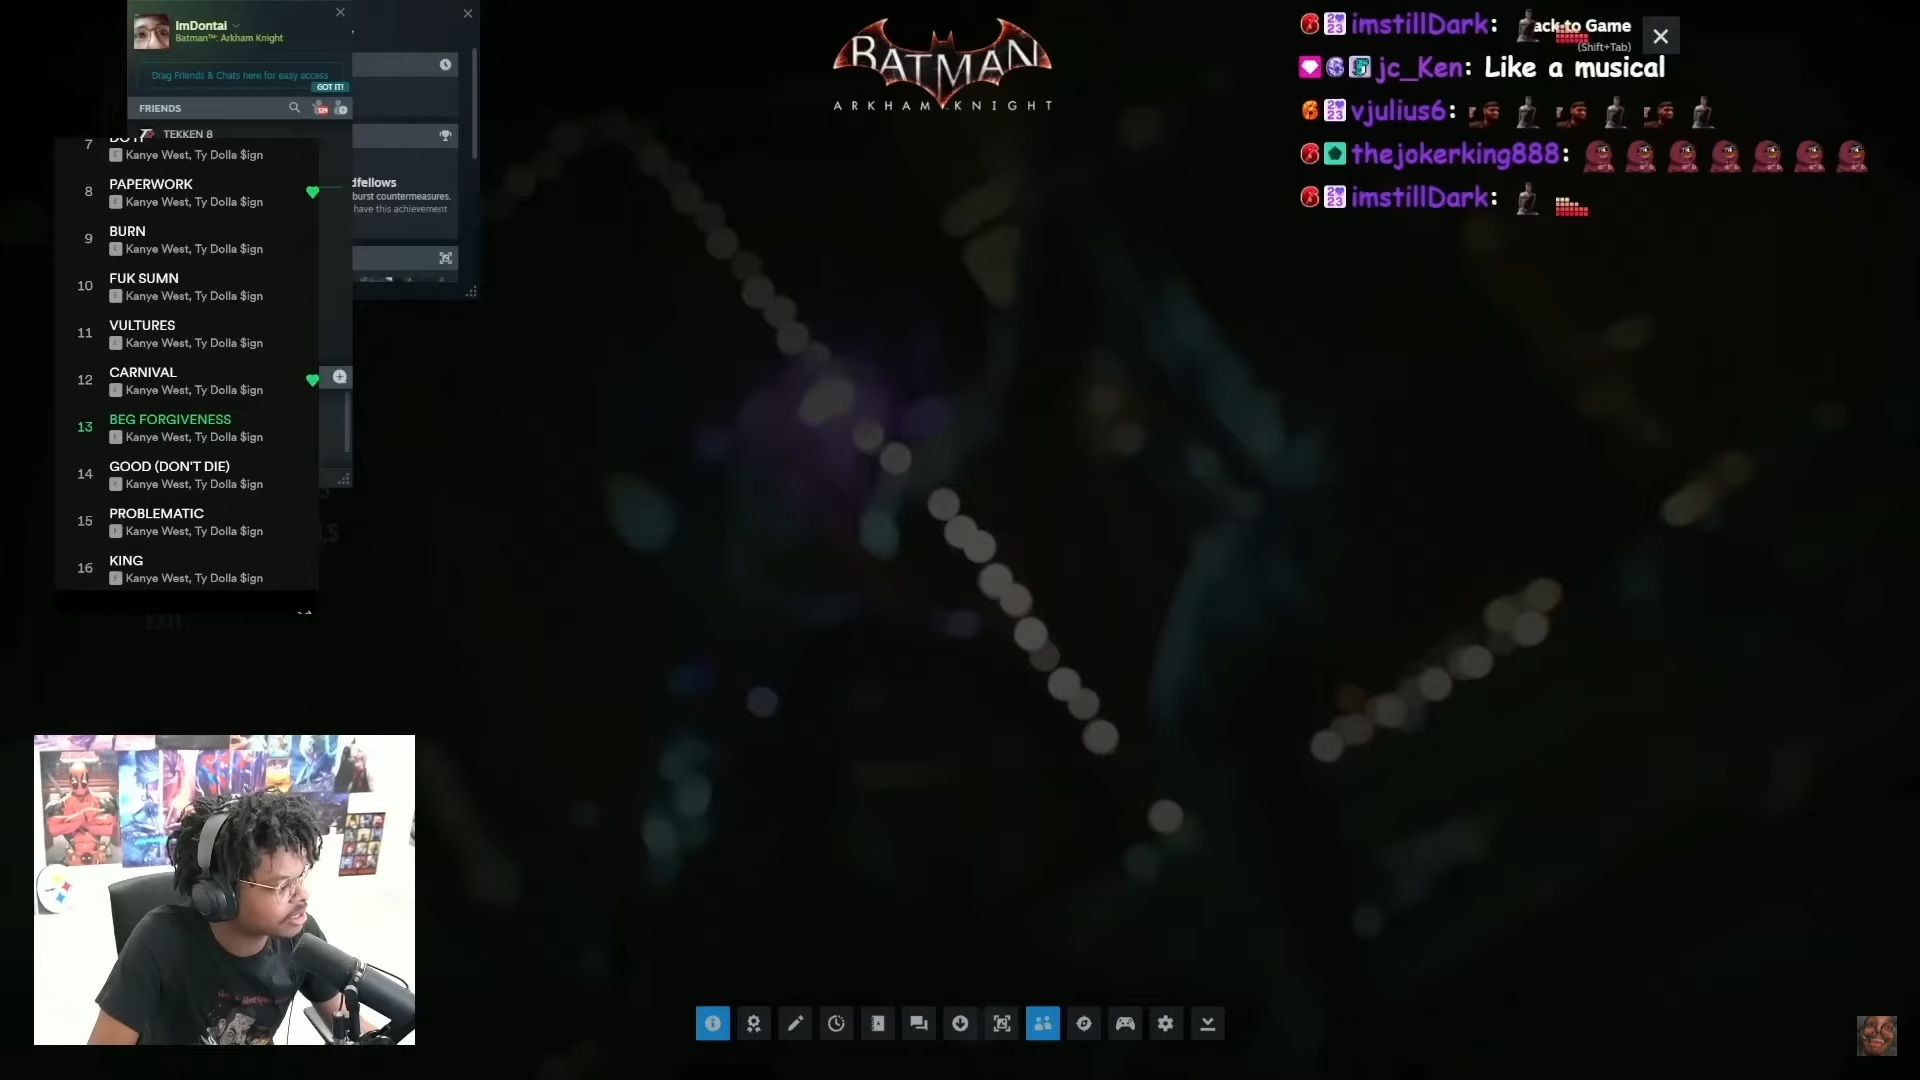 ImDontai
Batman™: Arkham Knight
Drag Friends & Chats here for easy access
GOT IT!
FRIENDS
TEKKEN 8
7
Kanye West, Ty Dolla $ign
8 PAPERWORK
Kanye West, Ty Dolla $ign
9 BURN
Kanye West, Ty Dolla $ign
10 FUK SUMN
Kanye West, Ty Dolla $ign
11 VULTURES
Kanye West, Ty Dolla $ign
12 CARNIVAL
Kanye West, Ty Dolla $ign
13 BEG FORGIVENESS
Kanye West, Ty Dolla $ign
14 GOOD (DON'T DIE)
Kanye West, Ty Dolla $ign
15 PROBLEMATIC
Kanye West, Ty Dolla $ign
16 KING
Kanye West, Ty Dolla $ign
dfellows
burst countermeasures.
have this achievement
BATMAN
ARKHAM KNIGHT
imstillDark:
ack to Game
(Shift+Tab)
jc_Ken: Like a musical
vjulius6:
thejokerking888:
imstillDark: